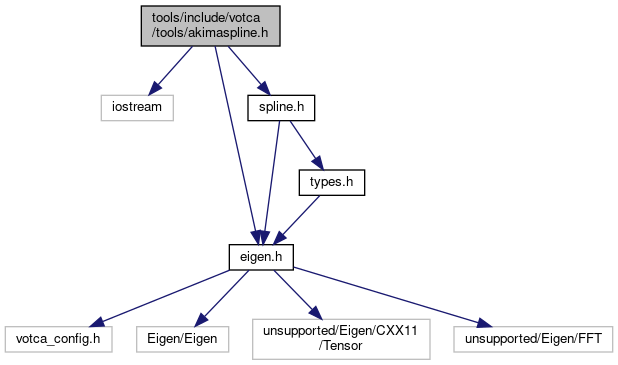 tools/include/votca
/tools/akimaspline.h
iostream
spline.h
types.h
eigen.h
votca_config.h
Eigen/Eigen
unsupported/Eigen/CXX11
/Tensor
unsupported/Eigen/FFT